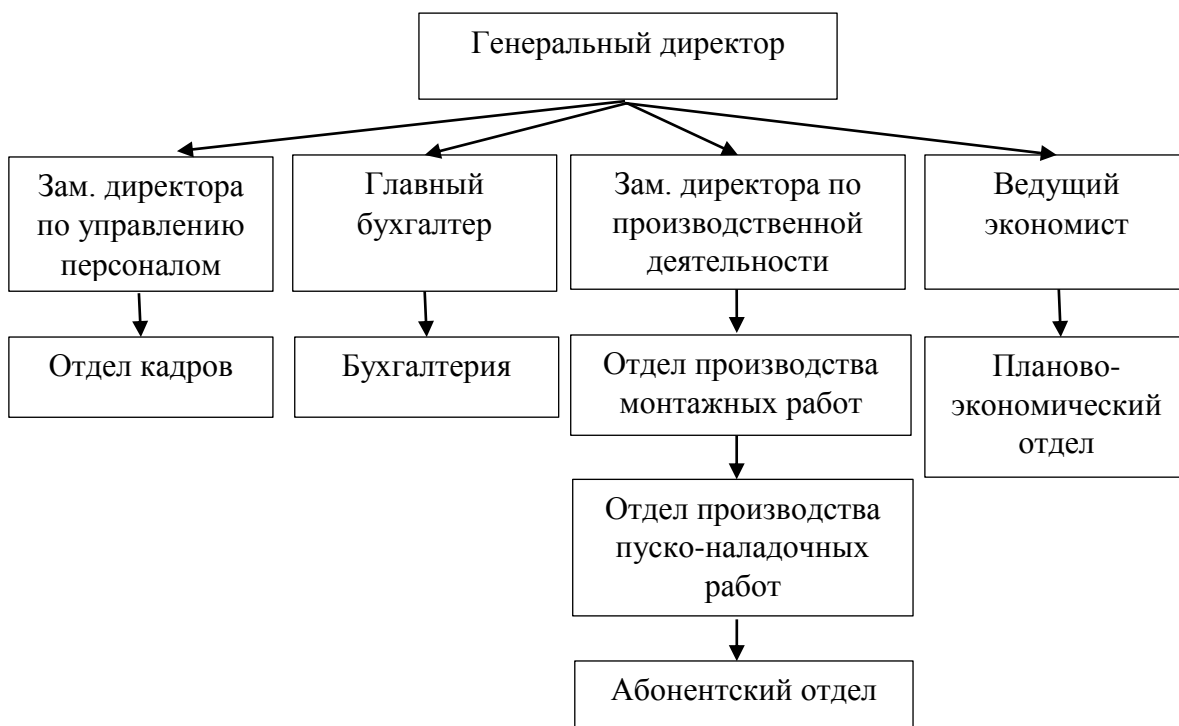 Генеральный директор
Зам. директора
по управлению
персоналом
Главный
бухгалтер
Зам. директора по
производственной
деятельности
Ведущий
экономист
Отдел кадров
Бухгалтерия
Отдел производства
монтажных работ
Планово-
экономический
отдел
Отдел производства
пуско-наладочных
работ
Абонентский отдел